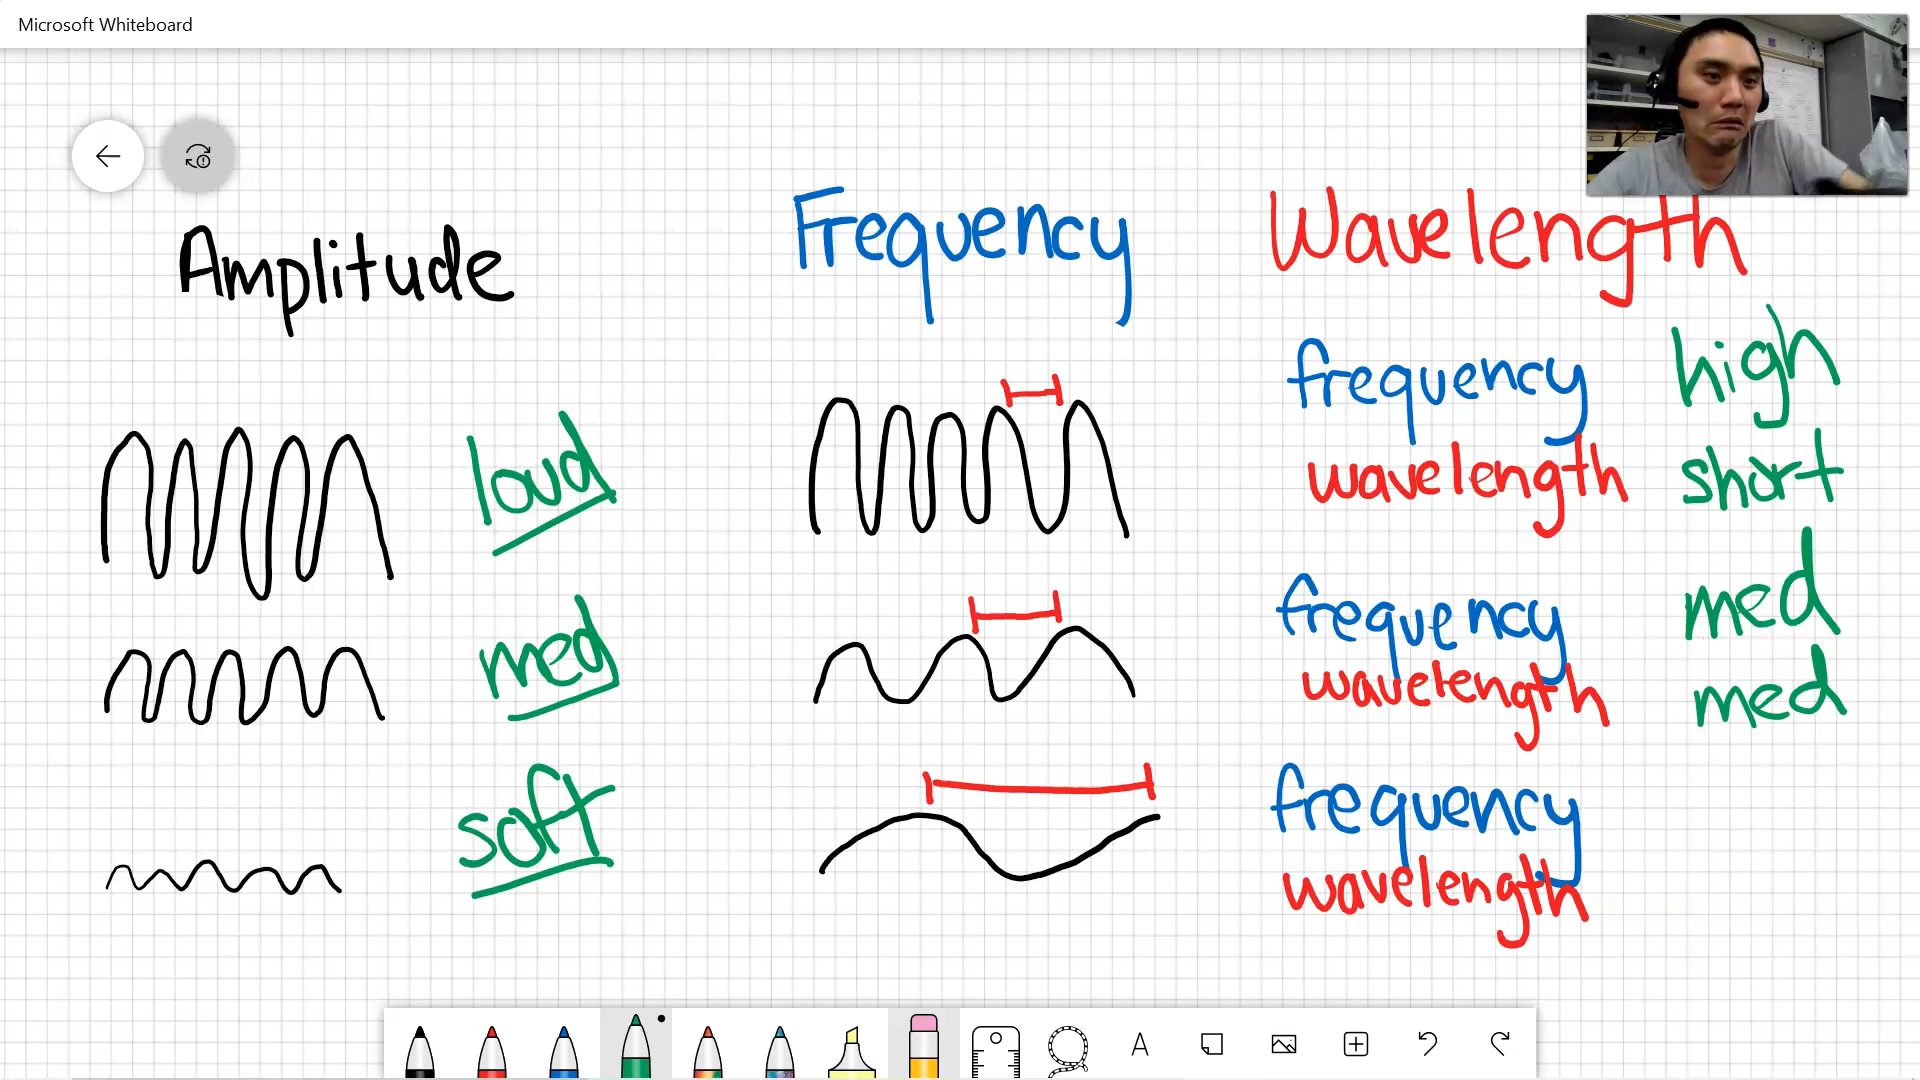 Microsoft Whiteboard
Amplitude
Frequency
Wavelength
loud
med
soft
frequency high
wavelength short
frequency med
wavelength med
frequency
wavelength
A